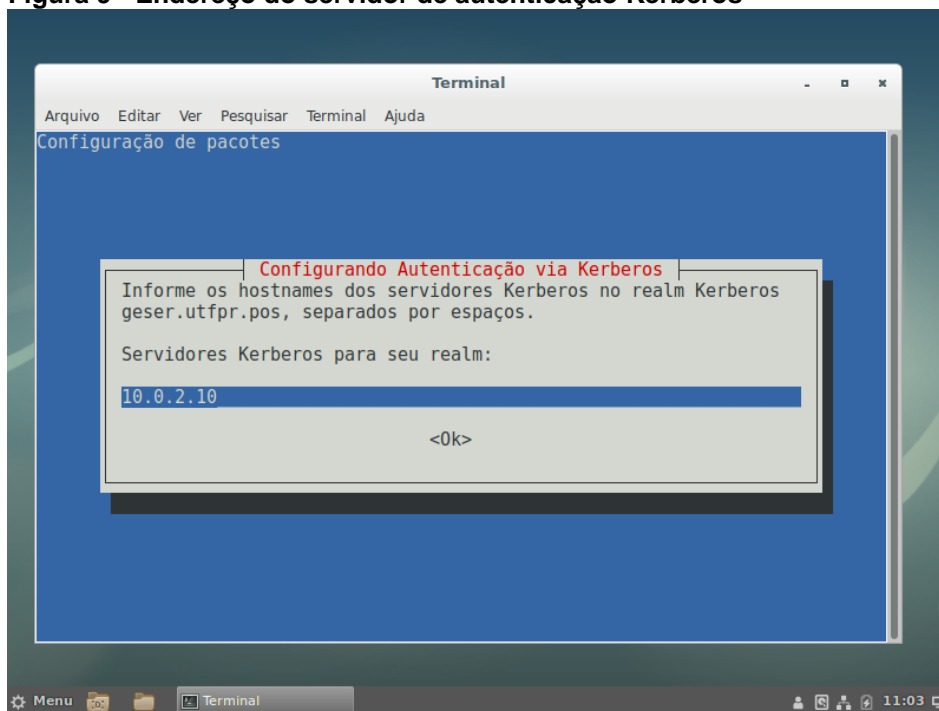 Terminal
Arquivo Editar Ver Pesquisar Terminal Ajuda
Configuração de pacotes
Configurando Autenticação via Kerberos
Informe os hostnames dos servidores Kerberos no realm Kerberos
geser.utfpr.pos, separados por espaços.
Servidores Kerberos para seu realm:
10.0.2.10
<Ok>
Menu Terminal 11:03